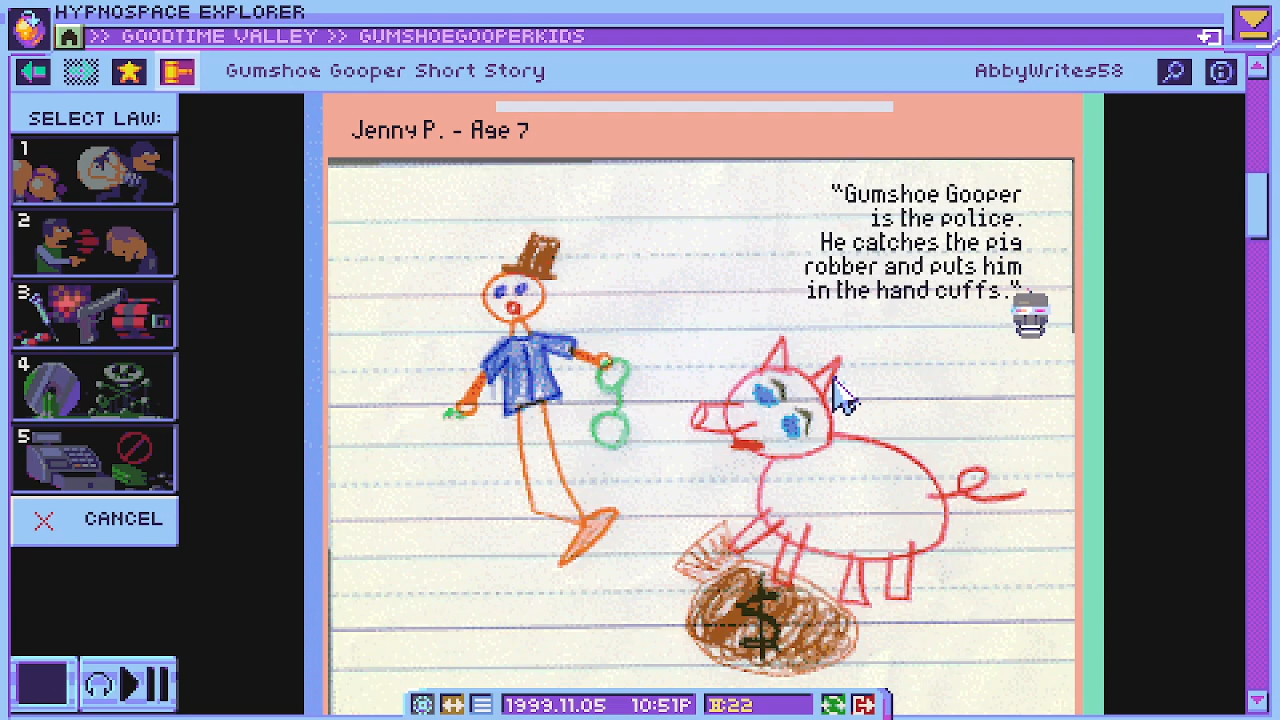 HYPNOSPACE EXPLORER
>> GOODTIME VALLEY >> GUMSHOEGOOPERKIDS
Gumshoe Gooper Short Story
AbbyWrites58
SELECT LAW:
1
2
3
4
5
CANCEL
Jenny P. - Age 7
"Gumshoe Gooper
is the police.
He catches the pig
robber and puts him
in the hand cuffs."
$
1999.11.05 10:51P
22